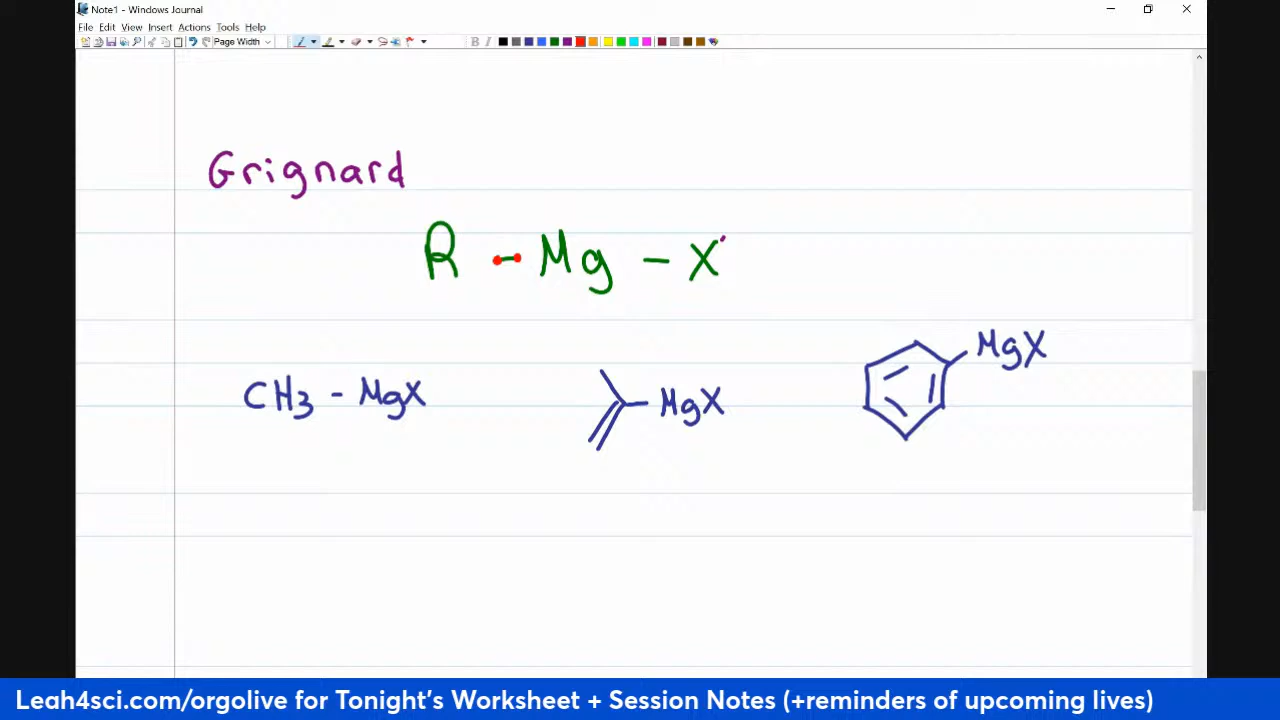 Note1 - Windows Journal
File Edit View Insert Actions Tools Help
Page Width
B I
Grignard
R - Mg - X
MgX
CH3 - MgX
MgX
Leah4sci.com/orgolive for Tonight's Worksheet + Session Notes (+reminders of upcoming lives)